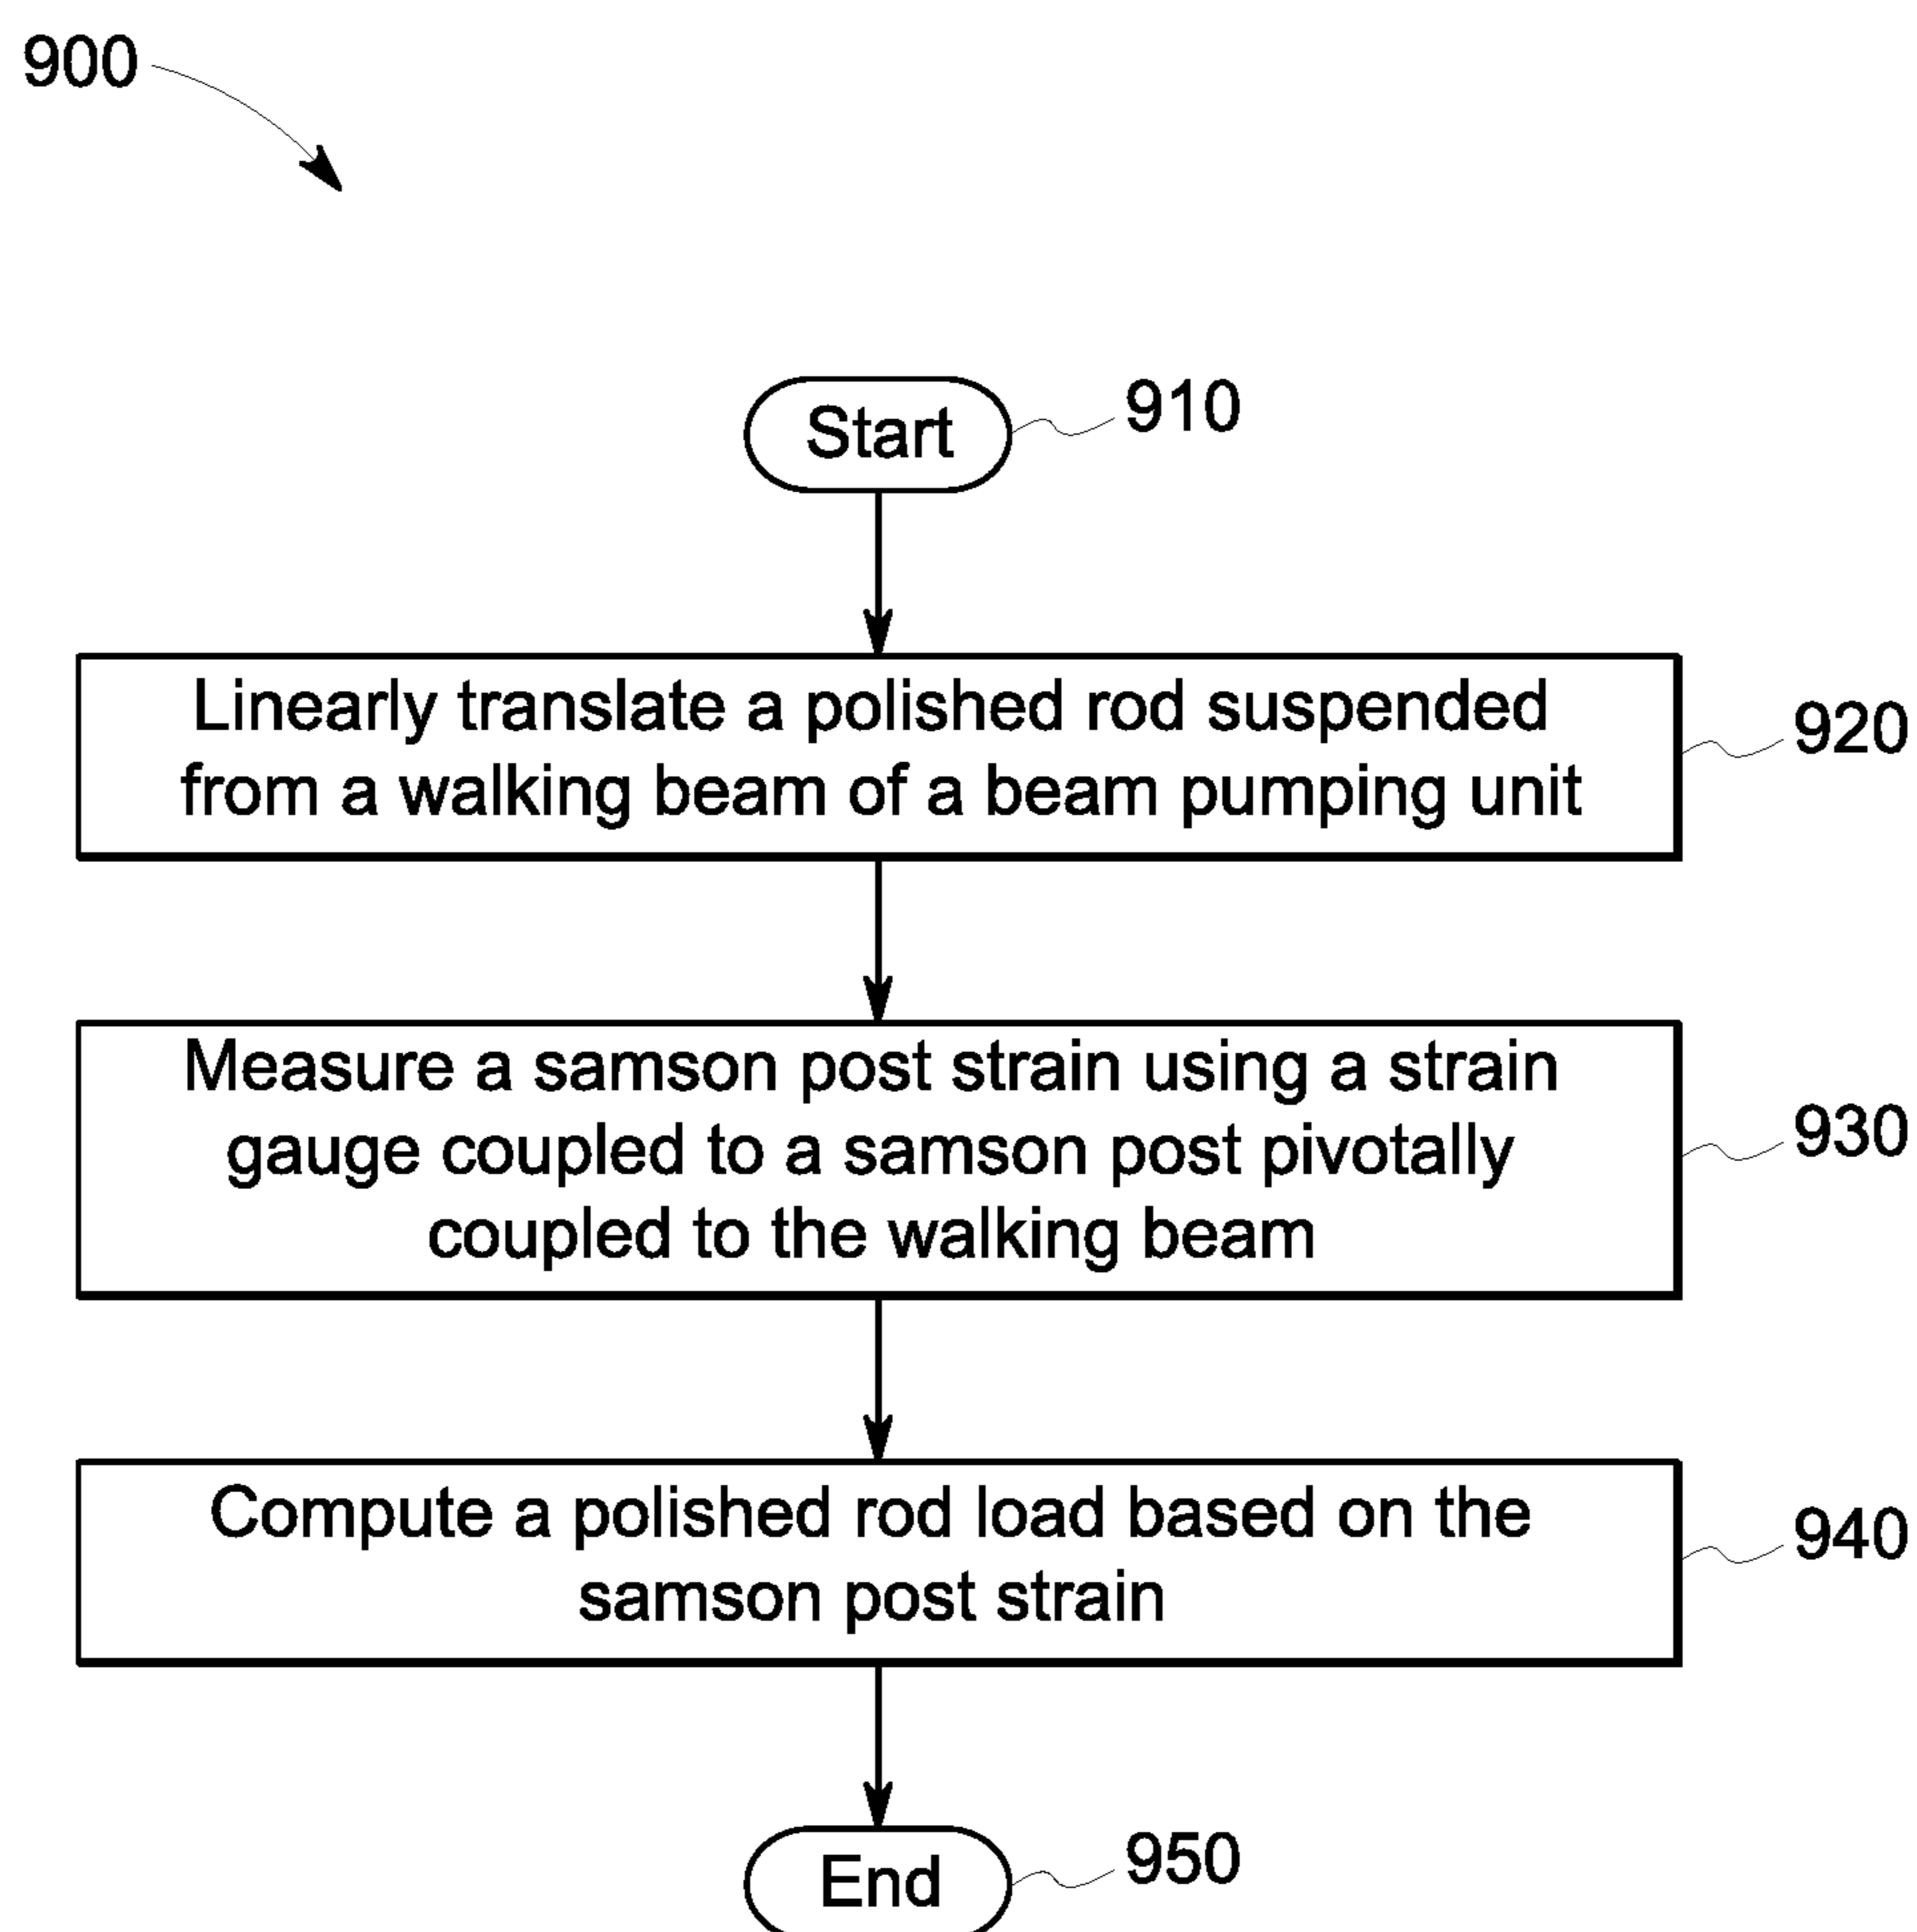 900
Start
910
Linearly translate a polished rod suspended
from a walking beam of a beam pumping unit
920
Measure a samson post strain using a strain
gauge coupled to a samson post pivotally
coupled to the walking beam
930
Compute a polished rod load based on the
samson post strain
940
End
950